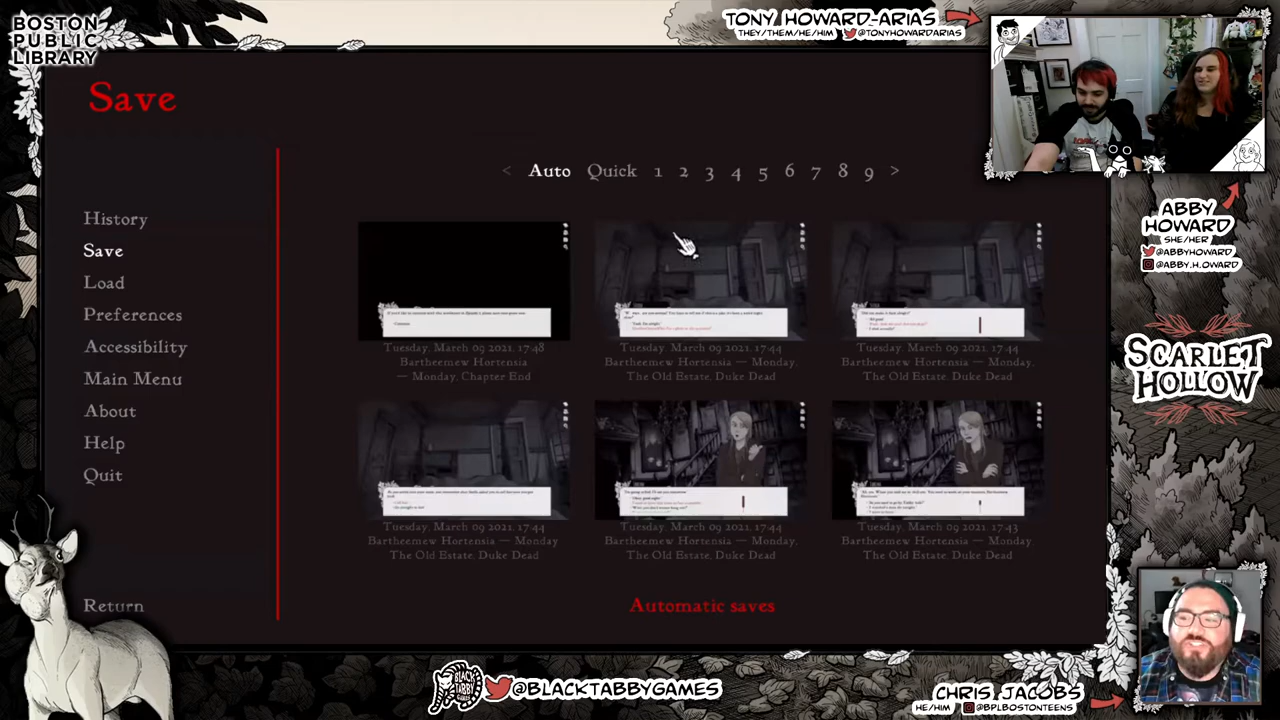 BOSTON
PUBLIC
LIBRARY
TONY HOWARD-ARIAS
THEY/THEM/HE/HIM @TONYHOWARDARIAS
Save
< Auto Quick 1 2 3 4 5 6 7 8 9 >
History
Save
Load
Preferences
Accessibility
Main Menu
About
Help
Quit
Return
Tuesday, March 09 2021, 17:48
Bartheemew Hortensia
— Monday, Chapter End
Tuesday, March 09 2021, 17:44
Bartheemew Hortensia — Monday,
The Old Estate, Duke Dead
Tuesday, March 09 2021, 17:44
Bartheemew Hortensia — Monday,
The Old Estate, Duke Dead
Tuesday, March 09 2021, 17:44
Bartheemew Hortensia — Monday
The Old Estate, Duke Dead
Tuesday, March 09 2021, 17:44
Bartheemew Hortensia — Monday,
The Old Estate, Duke Dead
Tuesday, March 09 2021, 17:43
Bartheemew Hortensia — Monday,
The Old Estate, Duke Dead
Automatic saves
ABBY
HOWARD
SHE/HER
@ABBYHOWARD
@ABBY.H.OWARD
SCARLET
HOLLOW
BLACK
TABBY
GAMES
@BLACKTABBYGAMES
CHRIS JACOBS
HE/HIM @BPLBOSTONTEENS